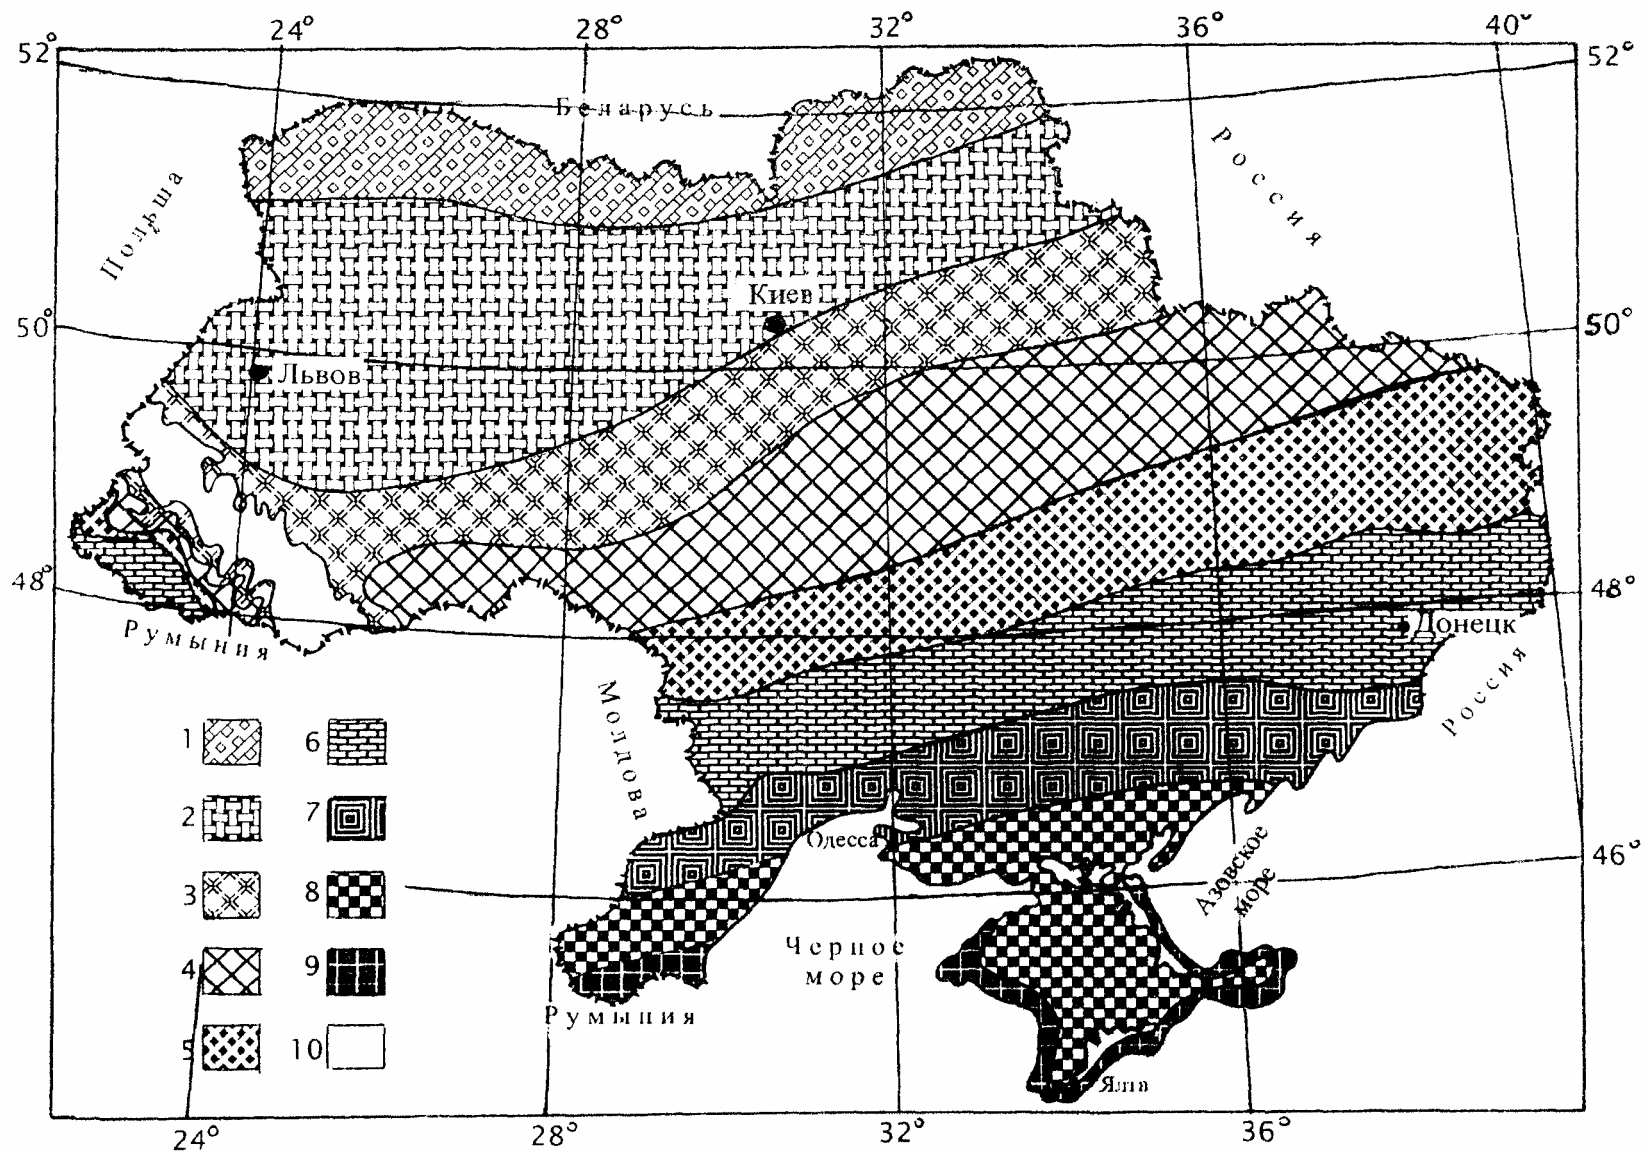 24° 28° 32° 36° 40°
52° 52°
Беларусь
Польша
Россия
Киев
50° 50°
Львов
48° 48°
Румыния
Донецк
Молдова
Россия
1 6
2 7
3 8
4 9
5 10
Одесса
46°
Азовское
море
Черное
море
Румыния
Ялта
24° 28° 32° 36°